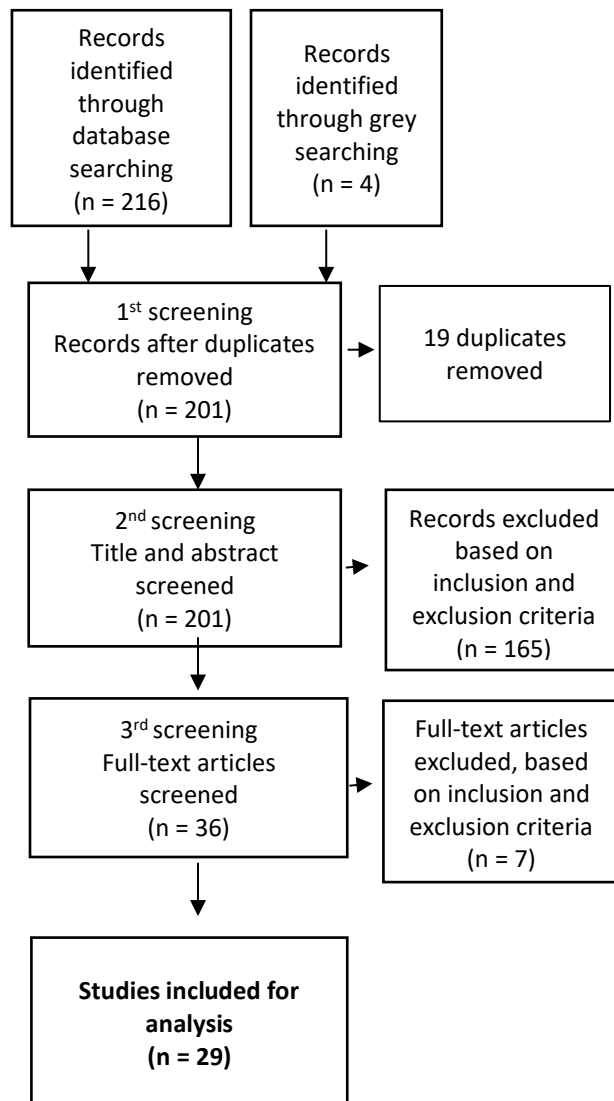 Records
identified
through
database
searching
(n = 216)
Records
identified
through grey
searching
(n = 4)
1st screening
Records after duplicates
removed
(n = 201)
19 duplicates
removed
2nd screening
Title and abstract
screened
(n = 201)
Records excluded
based on
inclusion and
exclusion criteria
(n = 165)
3rd screening
Full-text articles
screened
(n = 36)
Full-text articles
excluded, based
on inclusion and
exclusion criteria
(n = 7)
Studies included for
analysis
(n = 29)